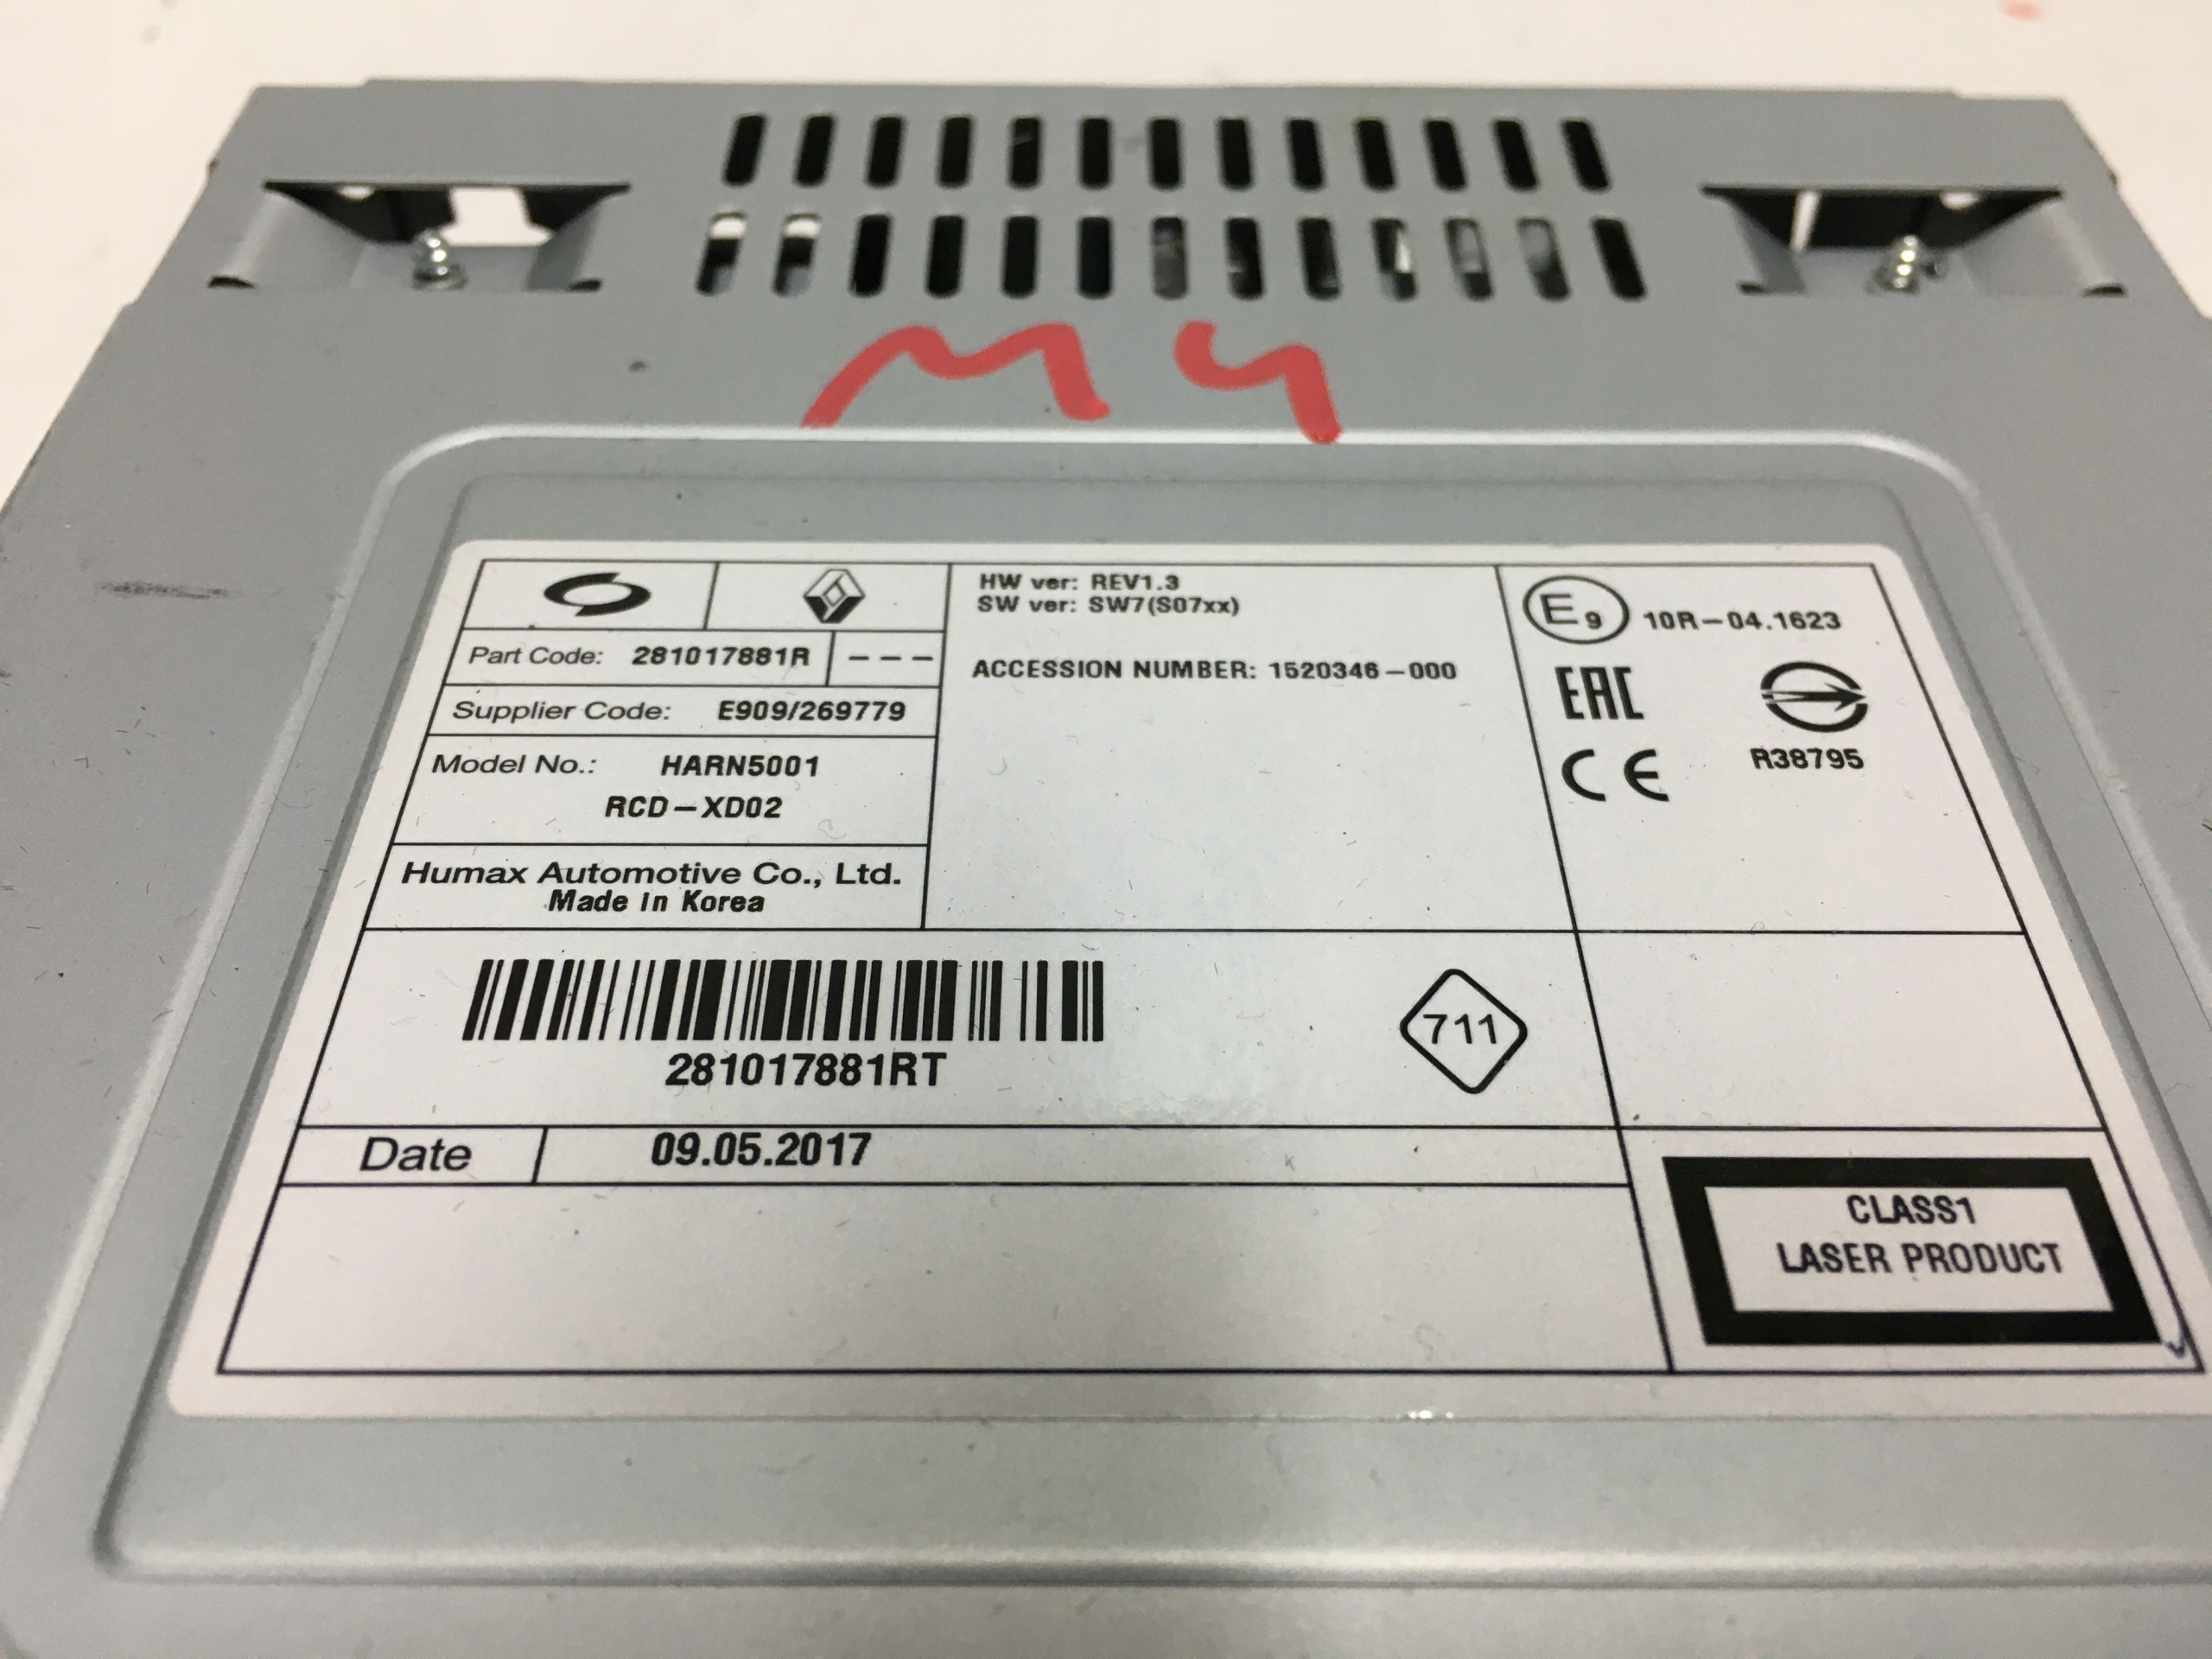 M4
HW ver: REV1.3
SW ver: SW7(S07xx)
Part Code: 281017881R ---
ACCESSION NUMBER: 1520346-000
Supplier Code: E909/269779
Model No.: HARN5001
RCD-XD02
Humax Automotive Co., Ltd.
Made in Korea
E9 10R-04.1623
EAC
CE
R38795
281017881RT
711
Date 09.05.2017
CLASS1
LASER PRODUCT